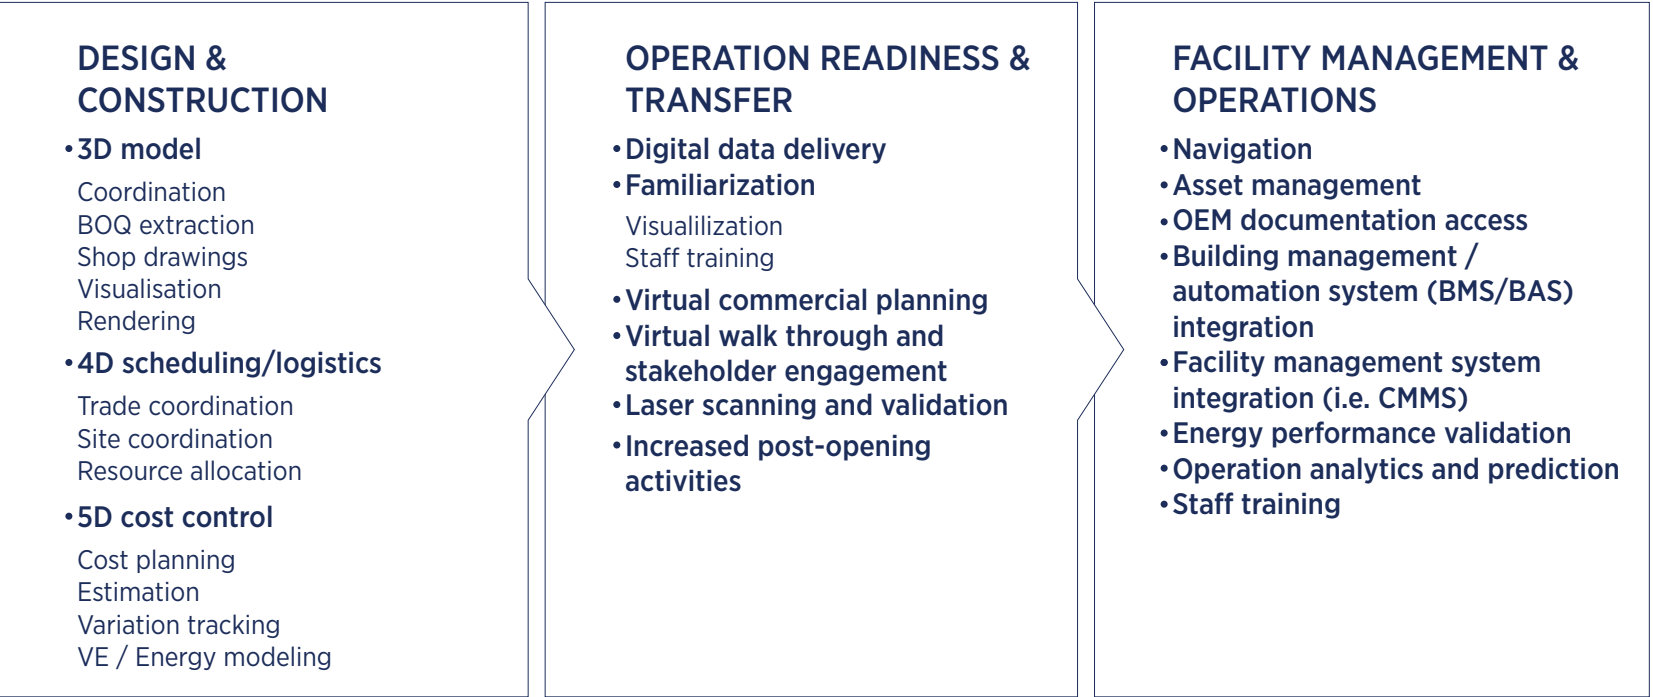 DESIGN &
CONSTRUCTION
•3D model
Coordination
BOQ extraction
Shop drawings
Visualisation
Rendering
•4D scheduling/logistics
Trade coordination
Site coordination
Resource allocation
•5D cost control
Cost planning
Estimation
Variation tracking
VE / Energy modeling
OPERATION READINESS &
TRANSFER
•Digital data delivery
•Familiarization
Visualilization
Staff training
•Virtual commercial planning
•Virtual walk through and
stakeholder engagement
•Laser scanning and validation
•Increased post-opening
activities
FACILITY MANAGEMENT &
OPERATIONS
•Navigation
•Asset management
•OEM documentation access
•Building management /
automation system (BMS/BAS)
integration
•Facility management system
integration (i.e. CMMS)
•Energy performance validation
•Operation analytics and prediction
•Staff training